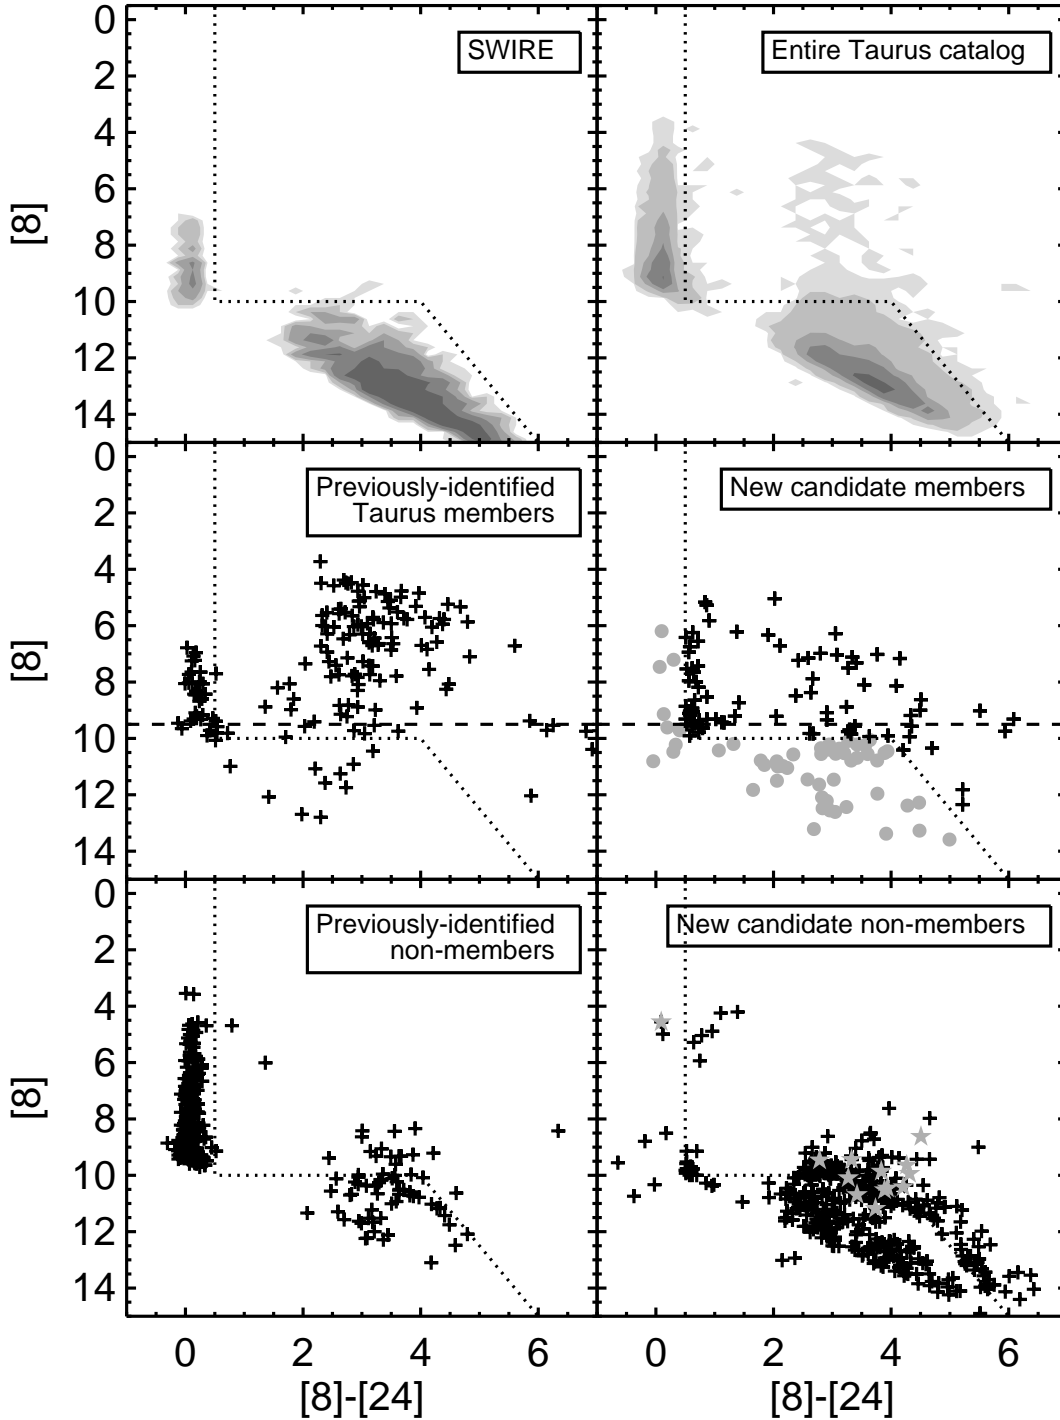 0
2
4
6
8
10
12
14
[8]
SWIRE
Entire Taurus catalog
0
2
4
6
8
10
12
14
[8]
Previously-identified
Taurus members
New candidate members
0
2
4
6
8
10
12
14
[8]
Previously-identified
non-members
New candidate non-members
0 2 4 6
0 2 4 6
[8]-[24]
[8]-[24]